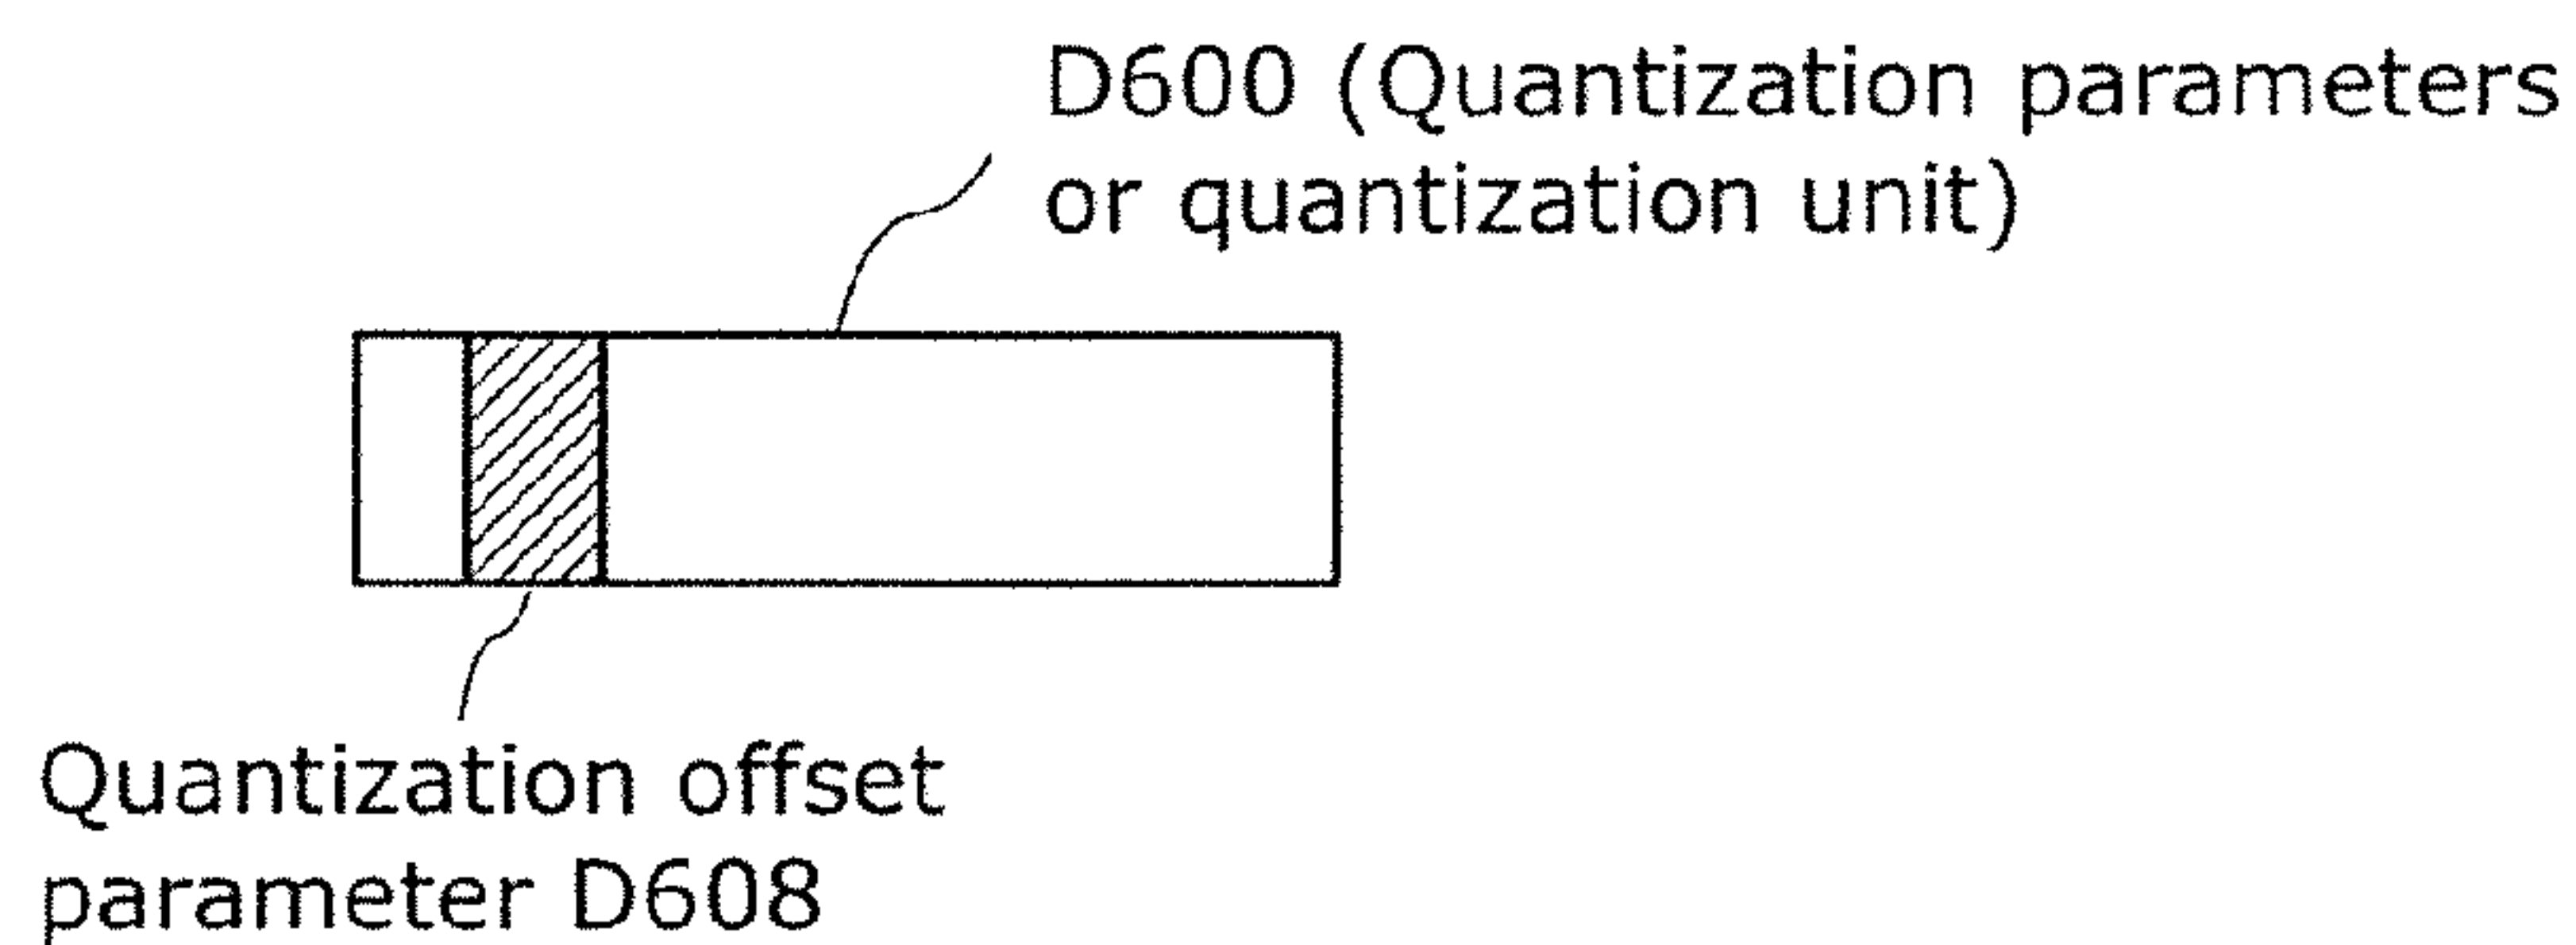 D600 (Quantization parameters
or quantization unit)
Quantization offset
parameter D608